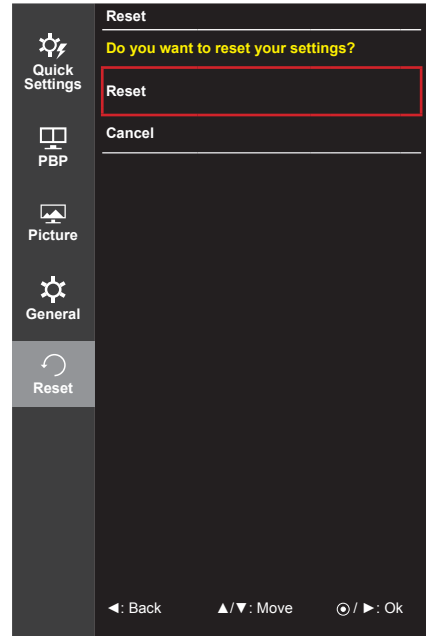 Reset
Do you want to reset your settings?
Reset
Cancel
Quick
Settings
PBP
Picture
General
Reset
◄: Back ▲/▼: Move ⦿/ ►: Ok